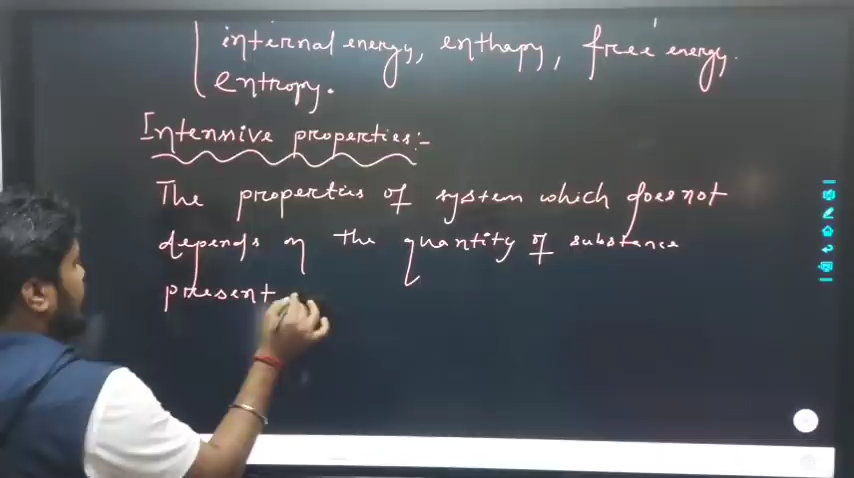 internal energy, enthapy, free energy.
entropy.
Intensive properties:-
The properties of system which does not
depends on the quantity of substance
present